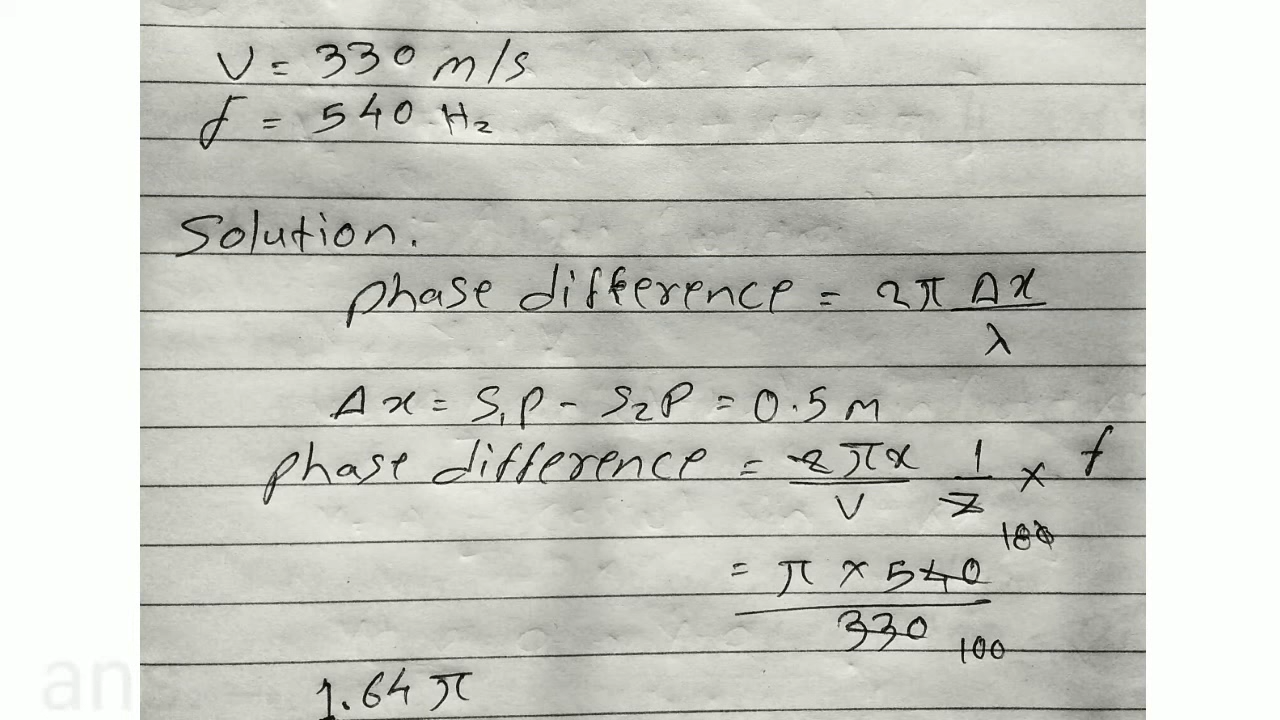 V = 330 m/s
f = 540 Hz
Solution.
phase difference = 2π Δx / λ
Δx = S₁P - S₂P = 0.5 m
phase difference = 2πx / V 1/2 × f
= π × 540 / 330
180
100
1.64 π
ans